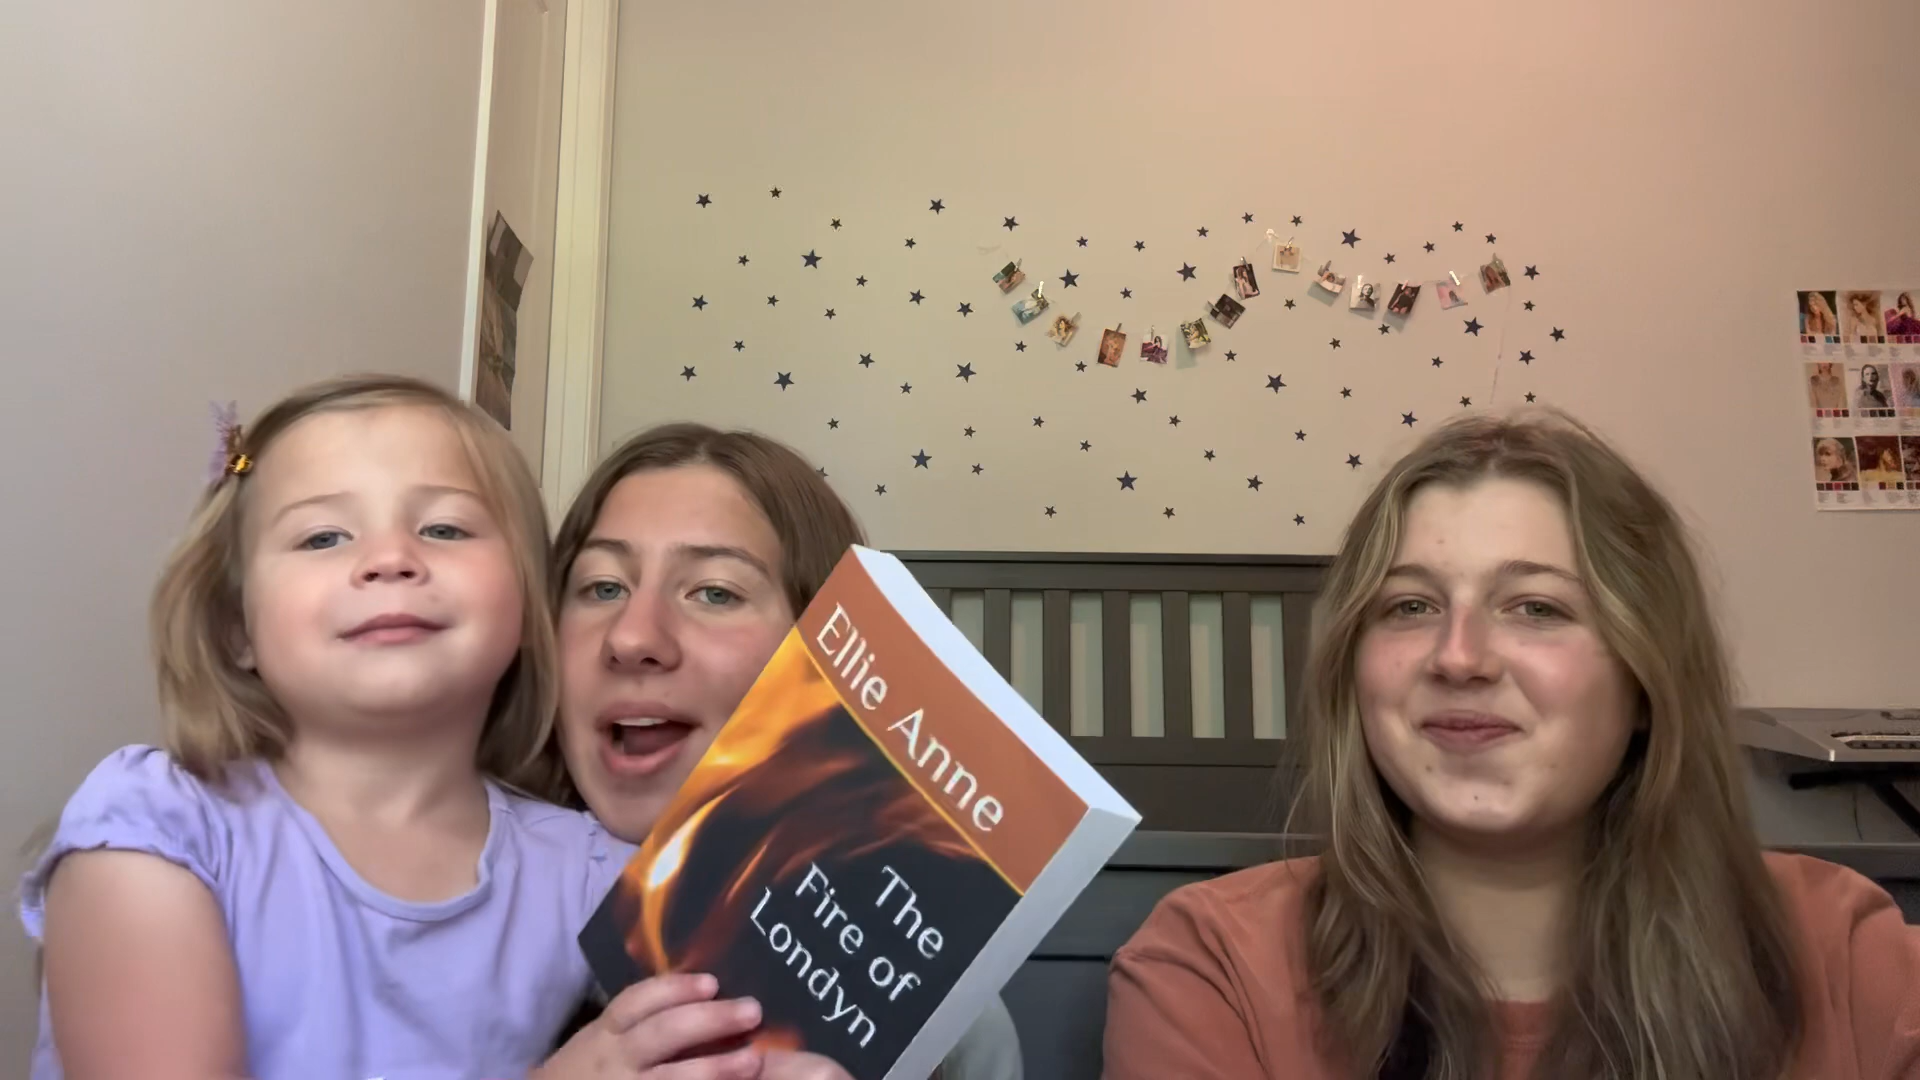 Ellie Anne
The
Fire of
Londyn